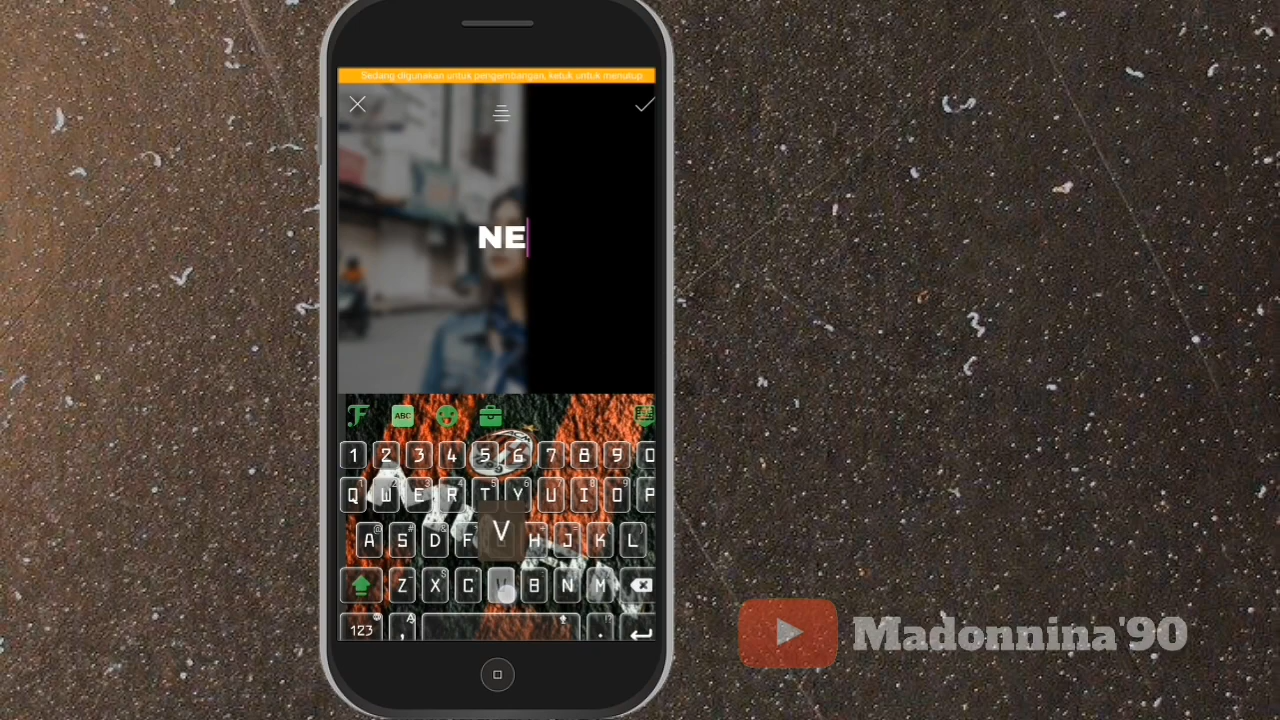 Sedang digunakan untuk pengembangan, ketuk untuk menutup
NE
ABC
1 2 3 4 5 6 7 8 9 0
Q W E R T Y U I O P
A S D F V H J K L
Z X C V B N M
123 , .
Madonnina'90